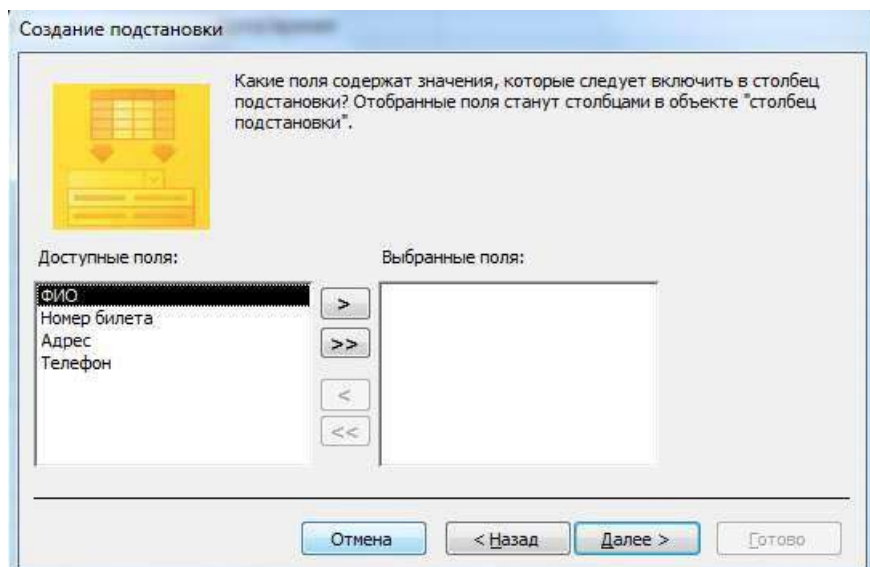 Создание подстановки
Какие поля содержат значения, которые следует включить в столбец
подстановки? Отобранные поля станут столбцами в объекте "столбец
подстановки".
Доступные поля:
Выбранные поля:
ФИО
Номер билета
Адрес
Телефон
>
>>
<
<<
Отмена
< Назад
Далее >
Готово